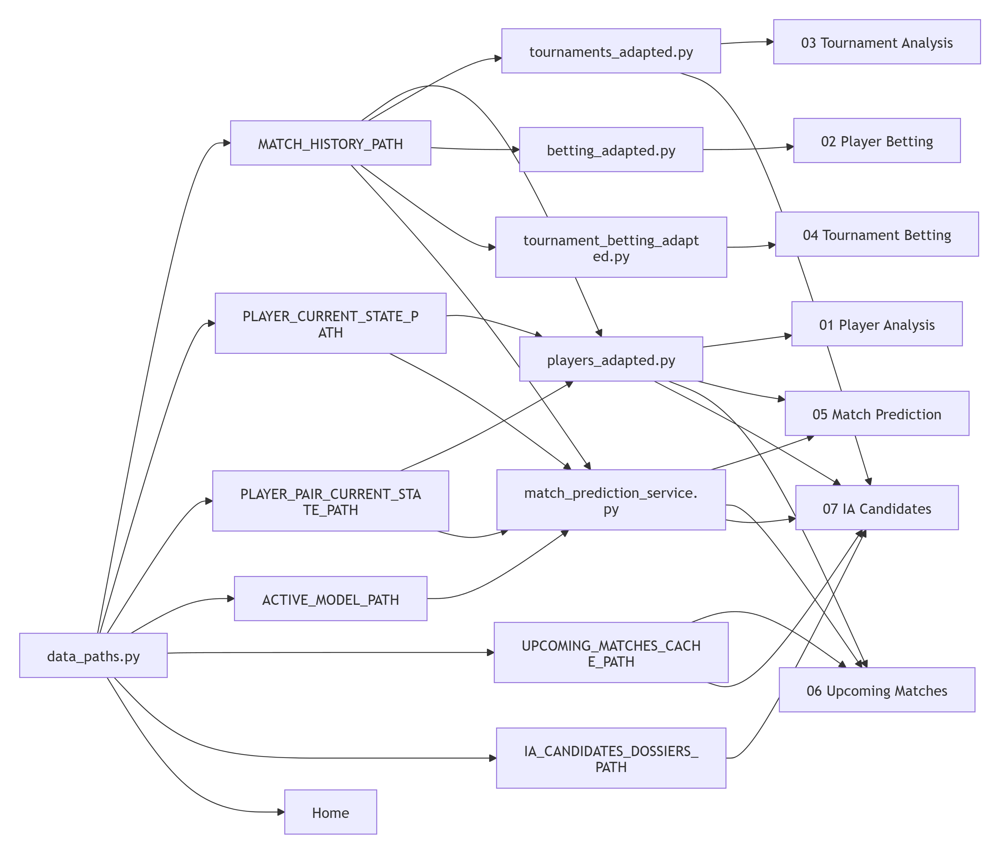 03 Tournament Analysis
tournaments_adapted.py
02 Player Betting
MATCH_HISTORY_PATH
betting_adapted.py
04 Tournament Betting
tournament_betting_adapt
ed.py
PLAYER_CURRENT_STATE_P
ATH
01 Player Analysis
players_adapted.py
05 Match Prediction
PLAYER_PAIR_CURRENT_STA
TE_PATH
match_prediction_service.
py
07 IA Candidates
ACTIVE_MODEL_PATH
data_paths.py
UPCOMING_MATCHES_CACH
E_PATH
06 Upcoming Matches
IA_CANDIDATES_DOSSIERS_
PATH
Home